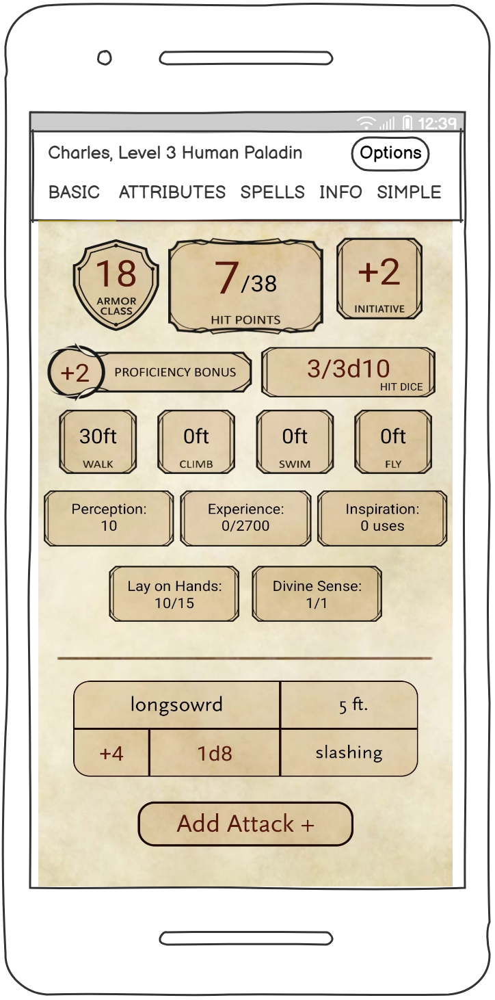 12:39
Charles, Level 3 Human Paladin Options
BASIC ATTRIBUTES SPELLS INFO SIMPLE
18
ARMOR
CLASS
7/38
HIT POINTS
+2
INITIATIVE
+2 PROFICIENCY BONUS
3/3d10
HIT DICE
30ft
WALK
0ft
CLIMB
0ft
SWIM
0ft
FLY
Perception:
10
Experience:
0/2700
Inspiration:
0 uses
Lay on Hands:
10/15
Divine Sense:
1/1
longsowrd 5 ft.
+4 1d8 slashing
Add Attack +